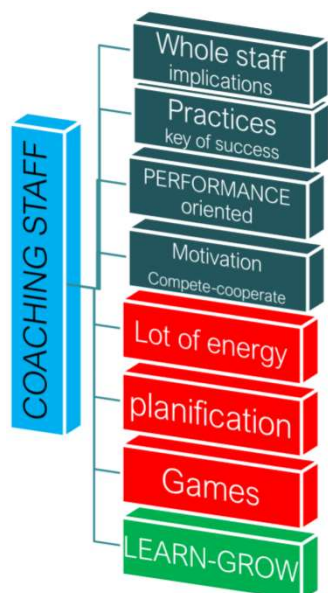 COACHING STAFF
Whole staff
implications
Practices
key of success
PERFORMANCE
oriented
Motivation
Compete-cooperate
Lot of energy
planification
Games
LEARN-GROW